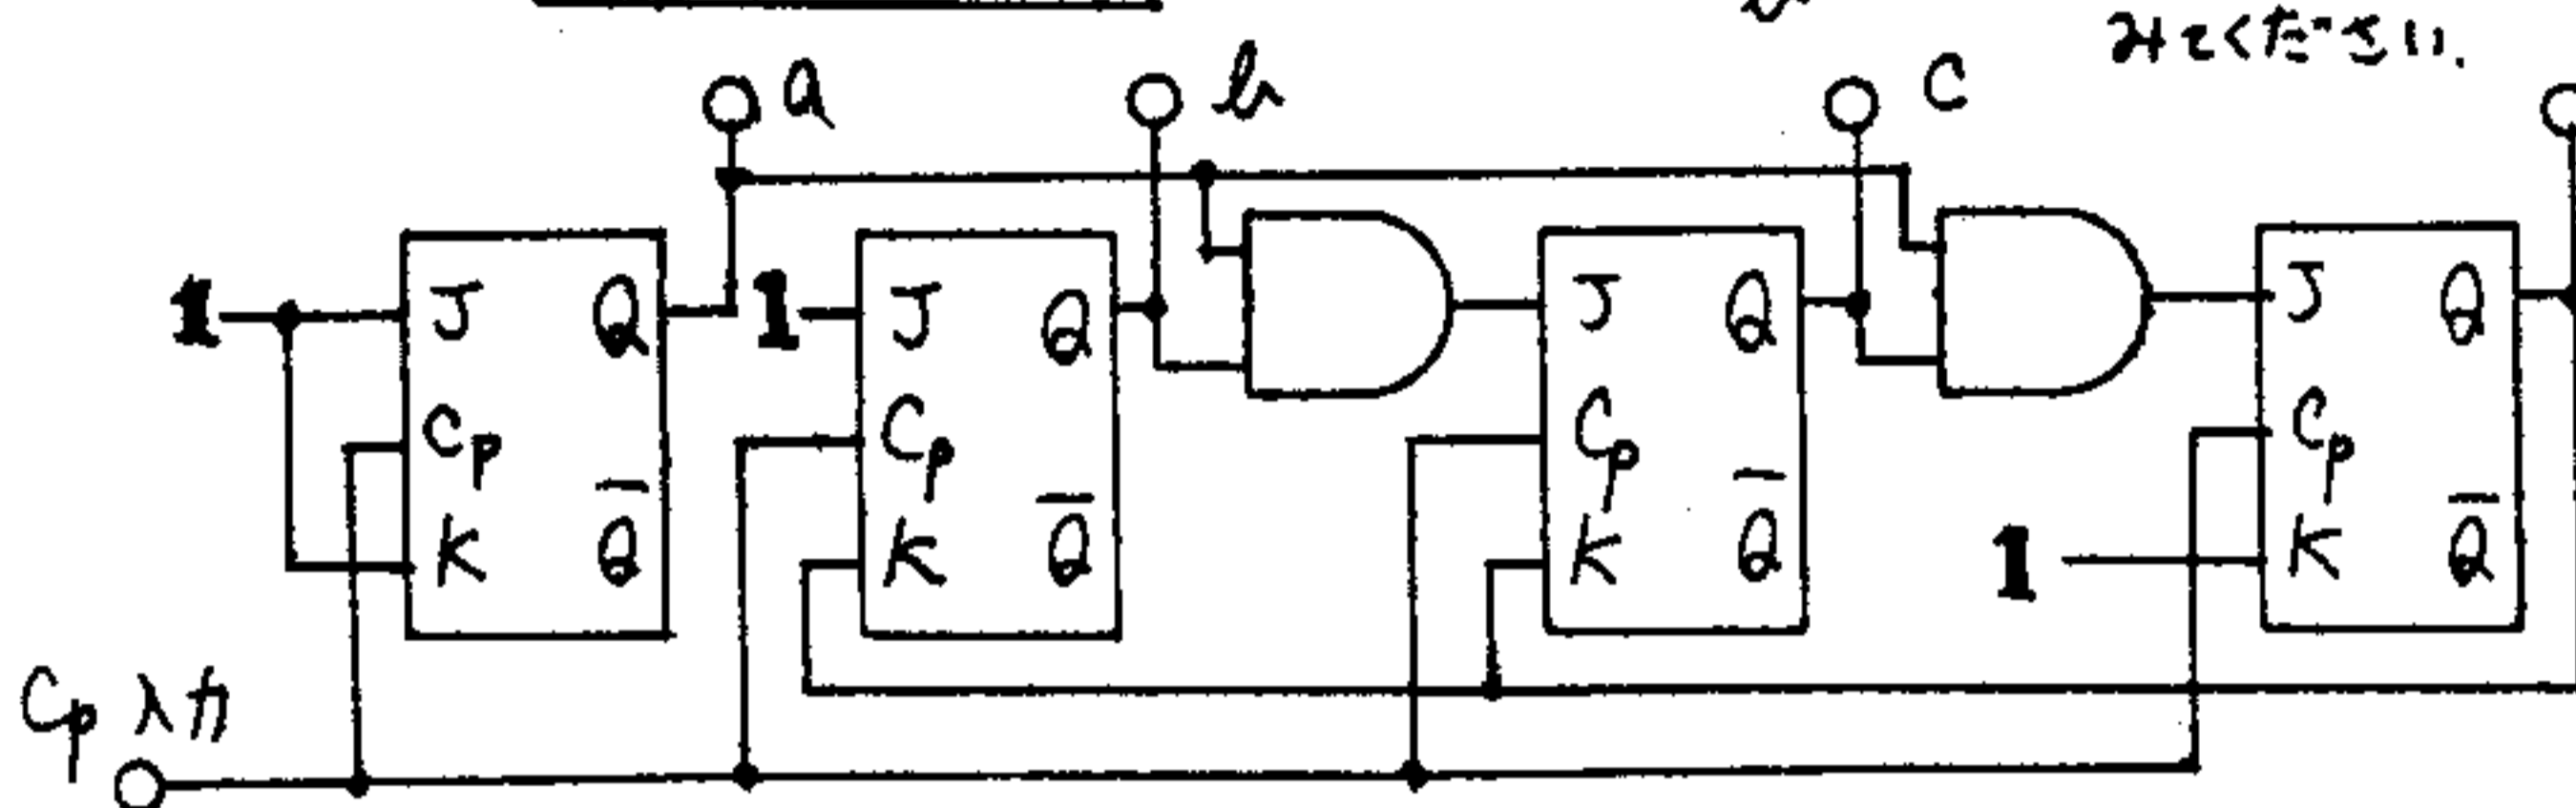 みてください.
a b c
1 J Q 1 J Q J Q J Q
Cp Cp Cp Cp
K Q̅ K Q̅ K Q̅ 1 K Q̅
Cp 入力